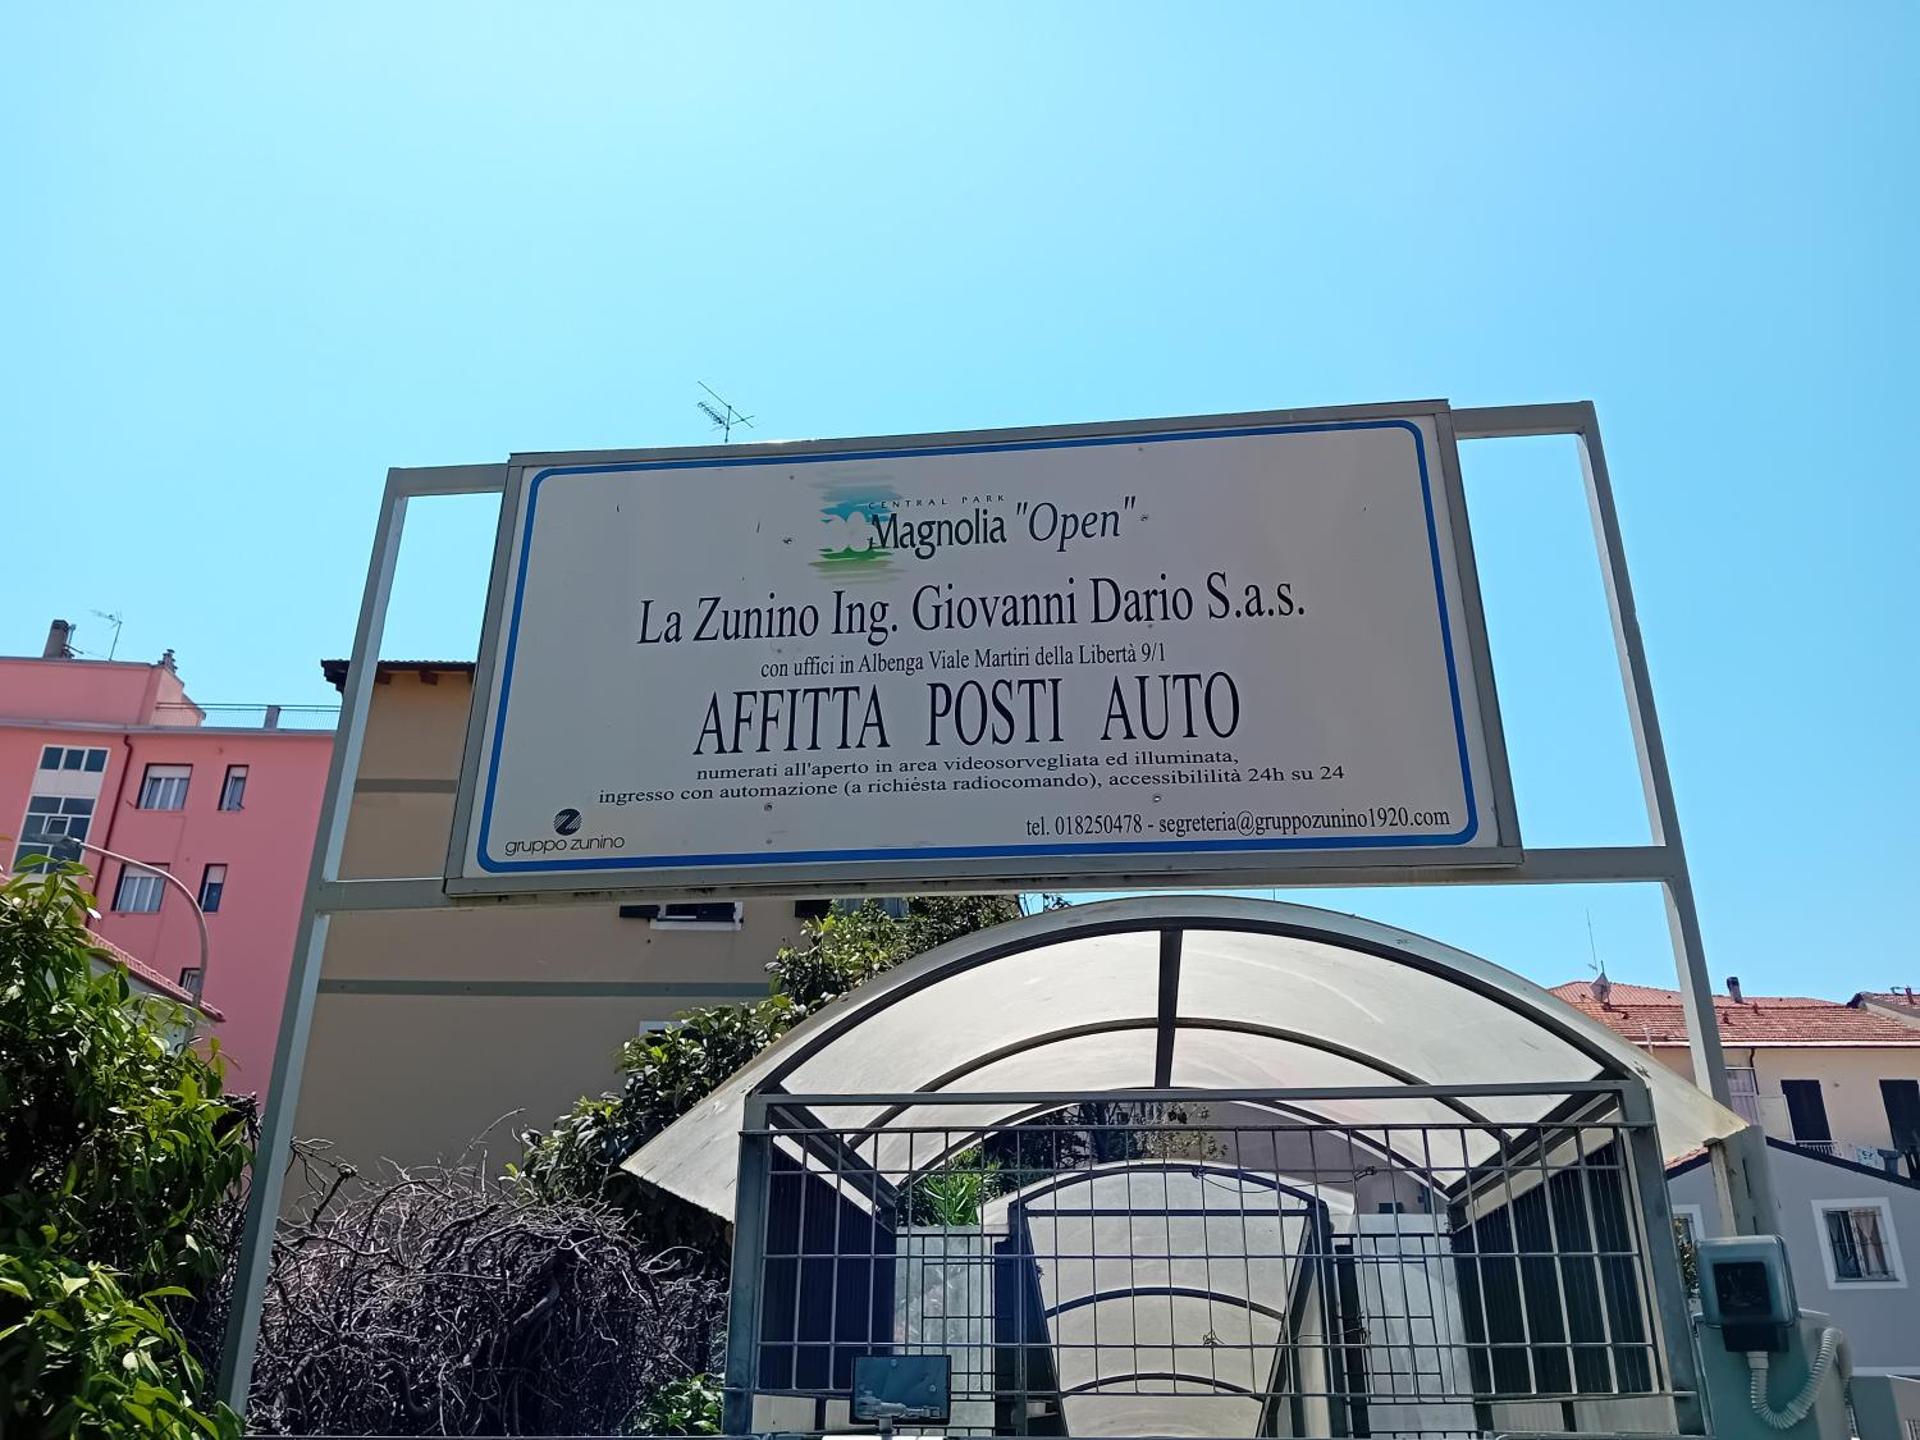 CENTRAL PARK
Magnolia "Open"
La Zunino Ing. Giovanni Dario S.a.s.
con uffici in Albenga Viale Martiri della Libertà 9/1
AFFITTA POSTI AUTO
numerati all'aperto in area videosorvegliata ed illuminata,
ingresso con automazione (a richiesta radiocomando), accessibililità 24h su 24
tel. 018250478 - segreteria@gruppozunino1920.com
gruppo zunino